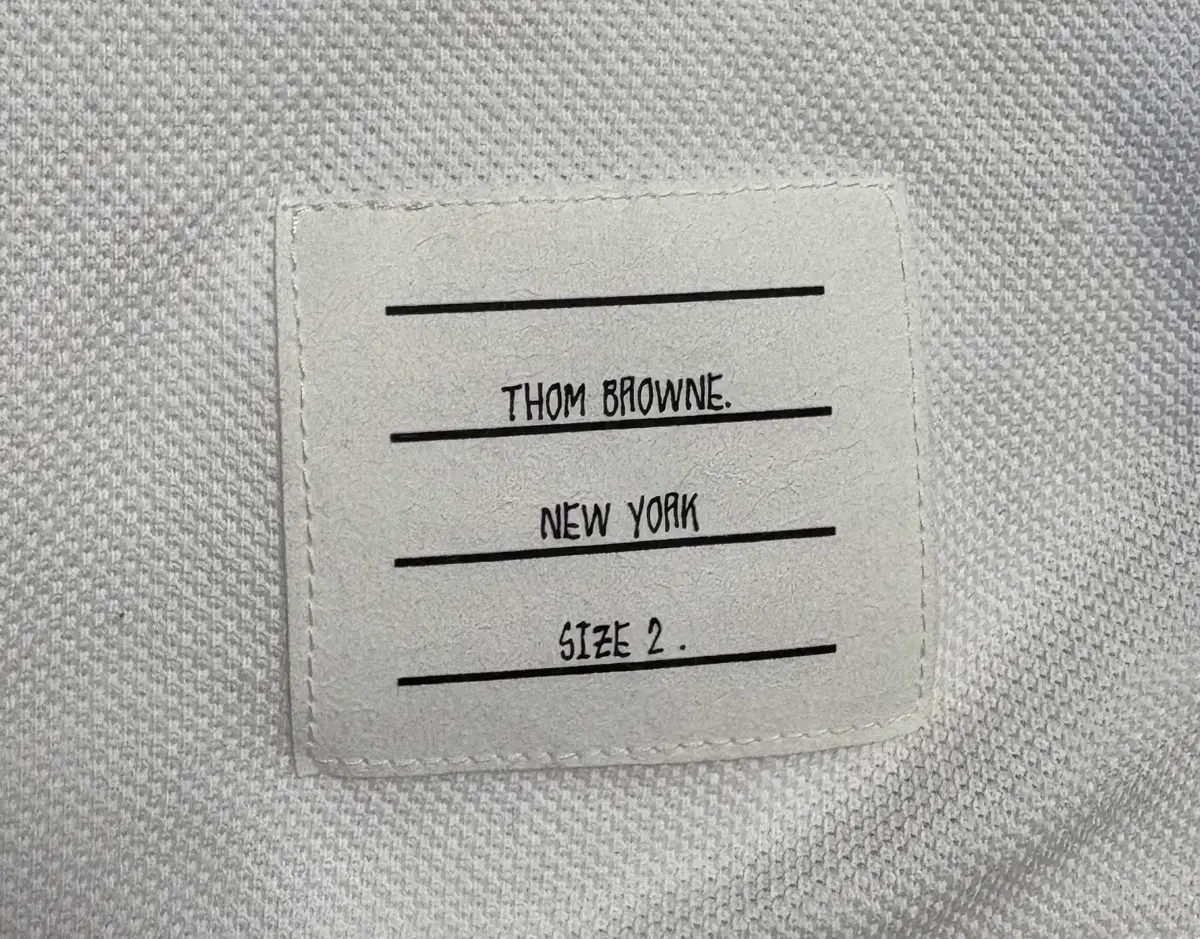 THOM BROWNE.
NEW YORK
SIZE 2 .